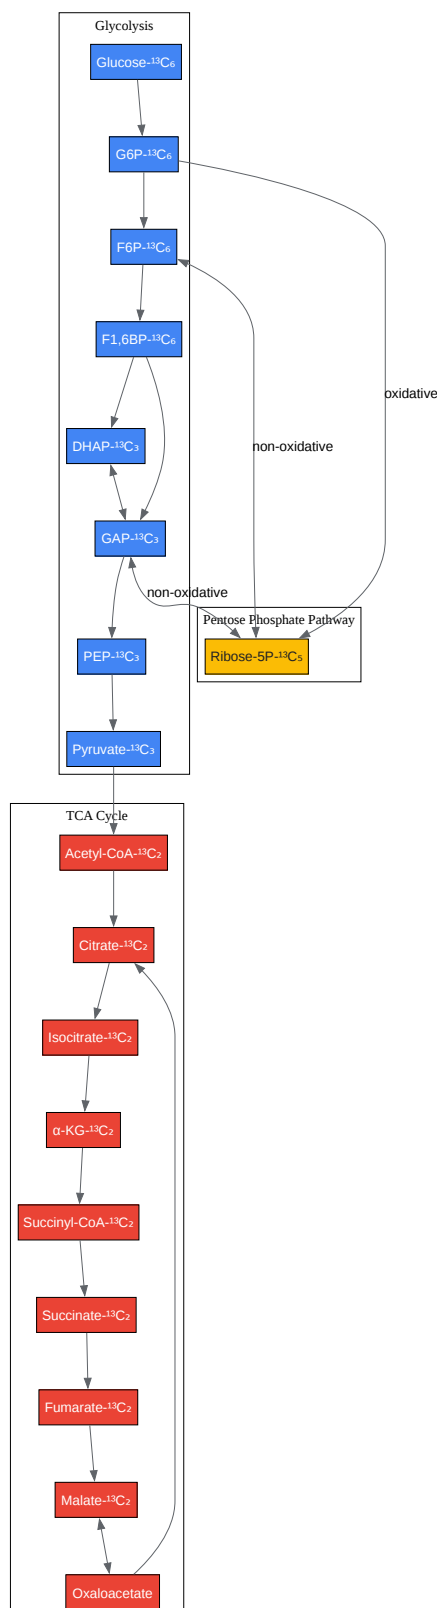 Glycolysis
Glucose-¹³C₆
G6P-¹³C₆
F6P-¹³C₆
F1,6BP-¹³C₆
oxidative
DHAP-¹³C₃
non-oxidative
GAP-¹³C₃
non-oxidative
Pentose Phosphate Pathway
PEP-¹³C₃
Ribose-5P-¹³C₅
Pyruvate-¹³C₃
TCA Cycle
Acetyl-CoA-¹³C₂
Citrate-¹³C₂
Isocitrate-¹³C₂
α-KG-¹³C₂
Succinyl-CoA-¹³C₂
Succinate-¹³C₂
Fumarate-¹³C₂
Malate-¹³C₂
Oxaloacetate